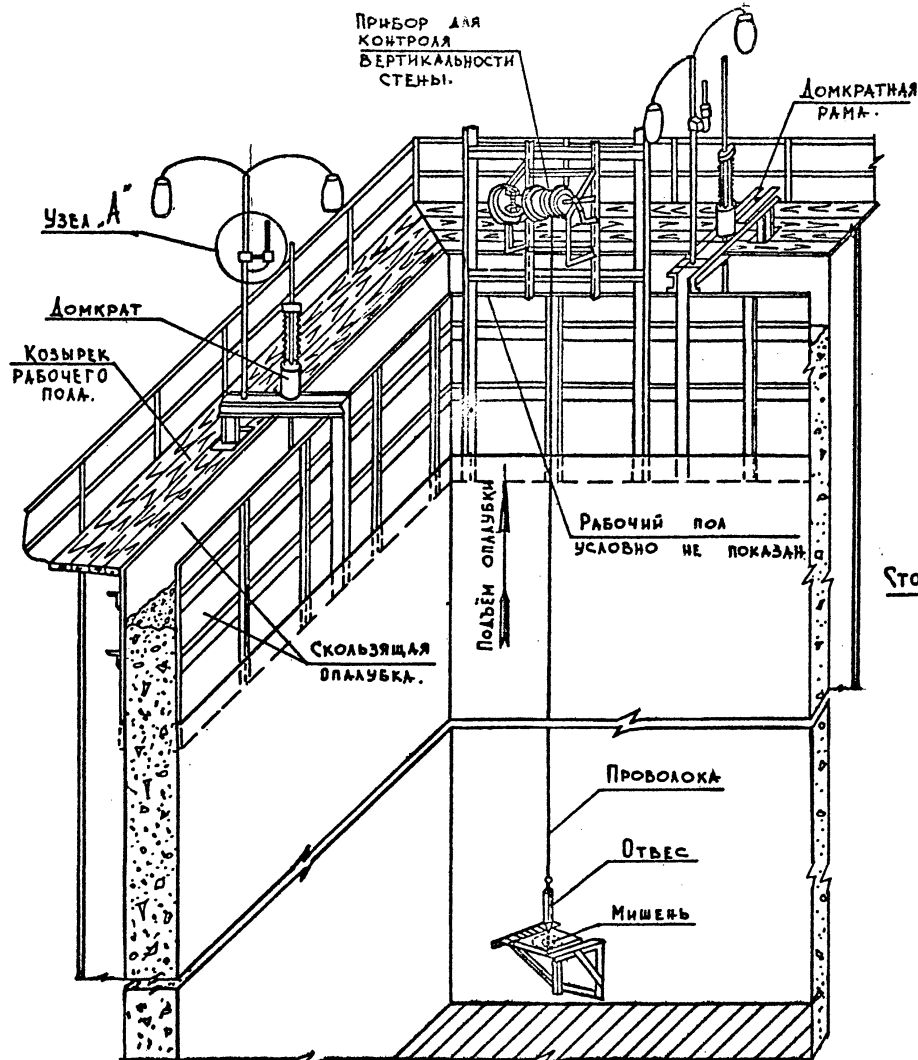 Прибор для
контроля
вертикальности
стены.
Домкратная
рама.
Узел „А"
Домкрат
Козырек
рабочего
пола.
Подъём опалубки
Рабочий пол
условно не показан
Скользящая
опалубка.
Проволока
Отвес
Мишень